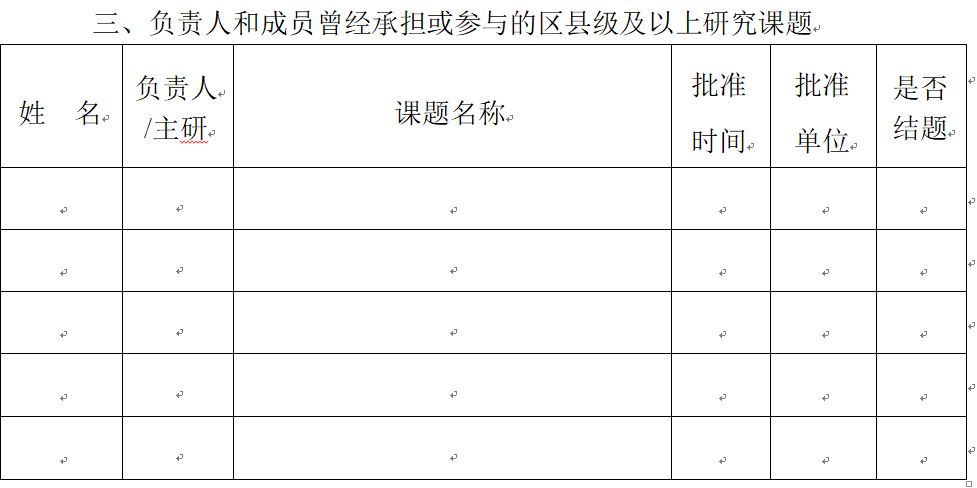 三、负责人和成员曾经承担或参与的区县级及以上研究课题
姓　名
负责人
/主研
课题名称
批准
时间
批准
单位
是否
结题